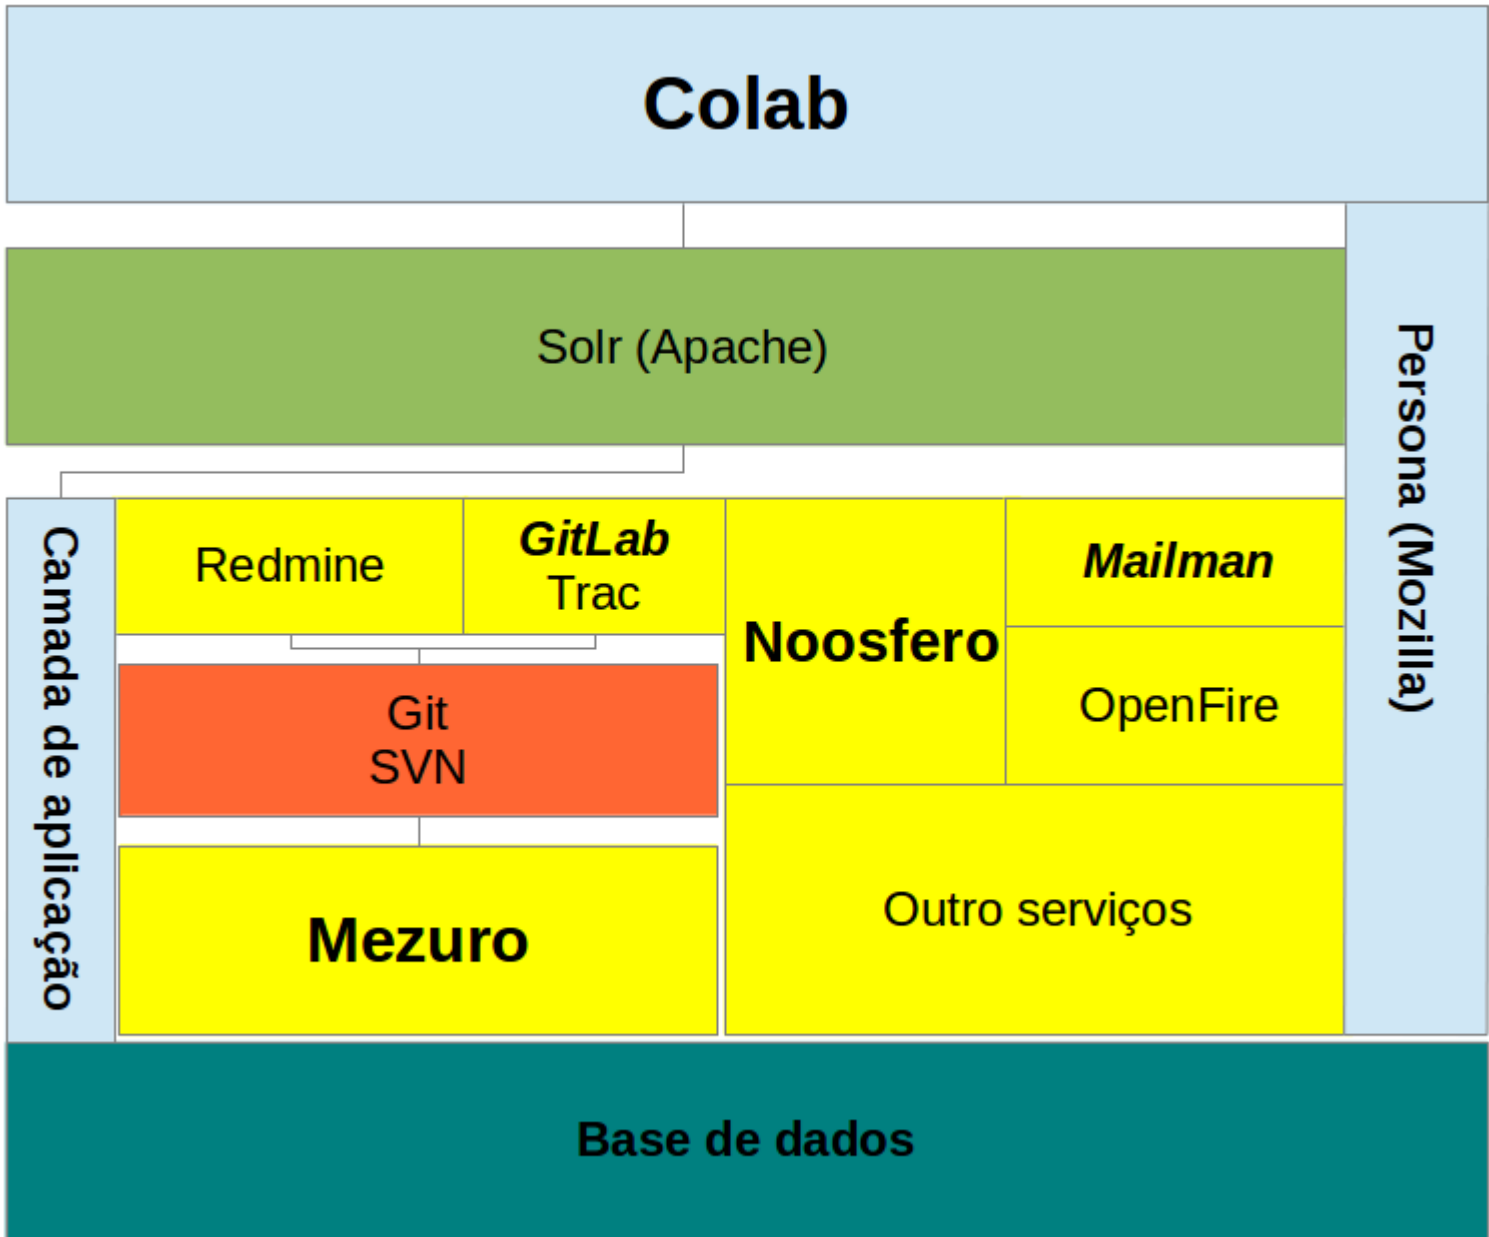 Colab
Solr (Apache)
Persona (Mozilla)
Camada de aplicação
Redmine
GitLab
Trac
Noosfero
Mailman
OpenFire
Git
SVN
Mezuro
Outro serviços
Base de dados